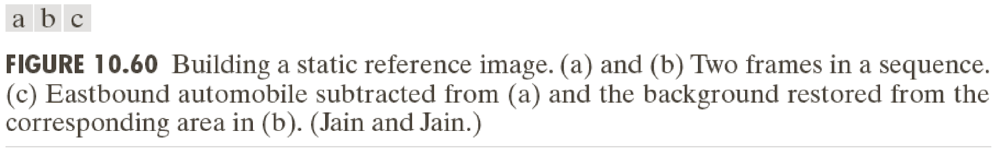 a b c
FIGURE 10.60 Building a static reference image. (a) and (b) Two frames in a sequence.
(c) Eastbound automobile subtracted from (a) and the background restored from the
corresponding area in (b). (Jain and Jain.)